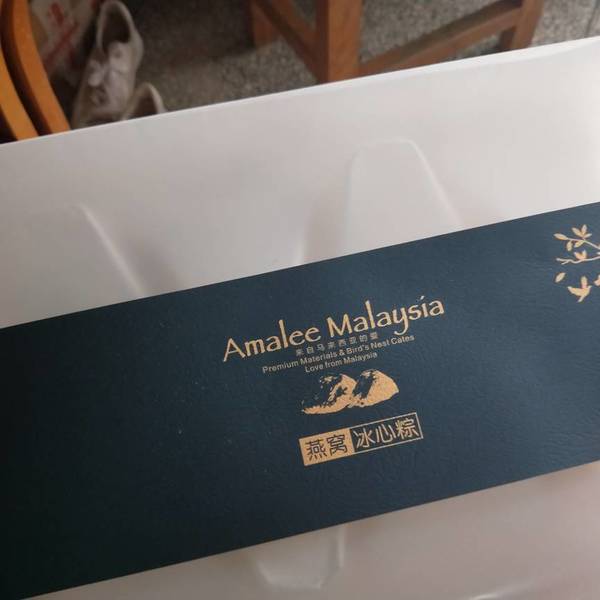 Amalee Malaysia
来自马来西亚的爱
Premium Materials & Bird's Nest Cates
Love from Malaysia
燕窝 冰心粽